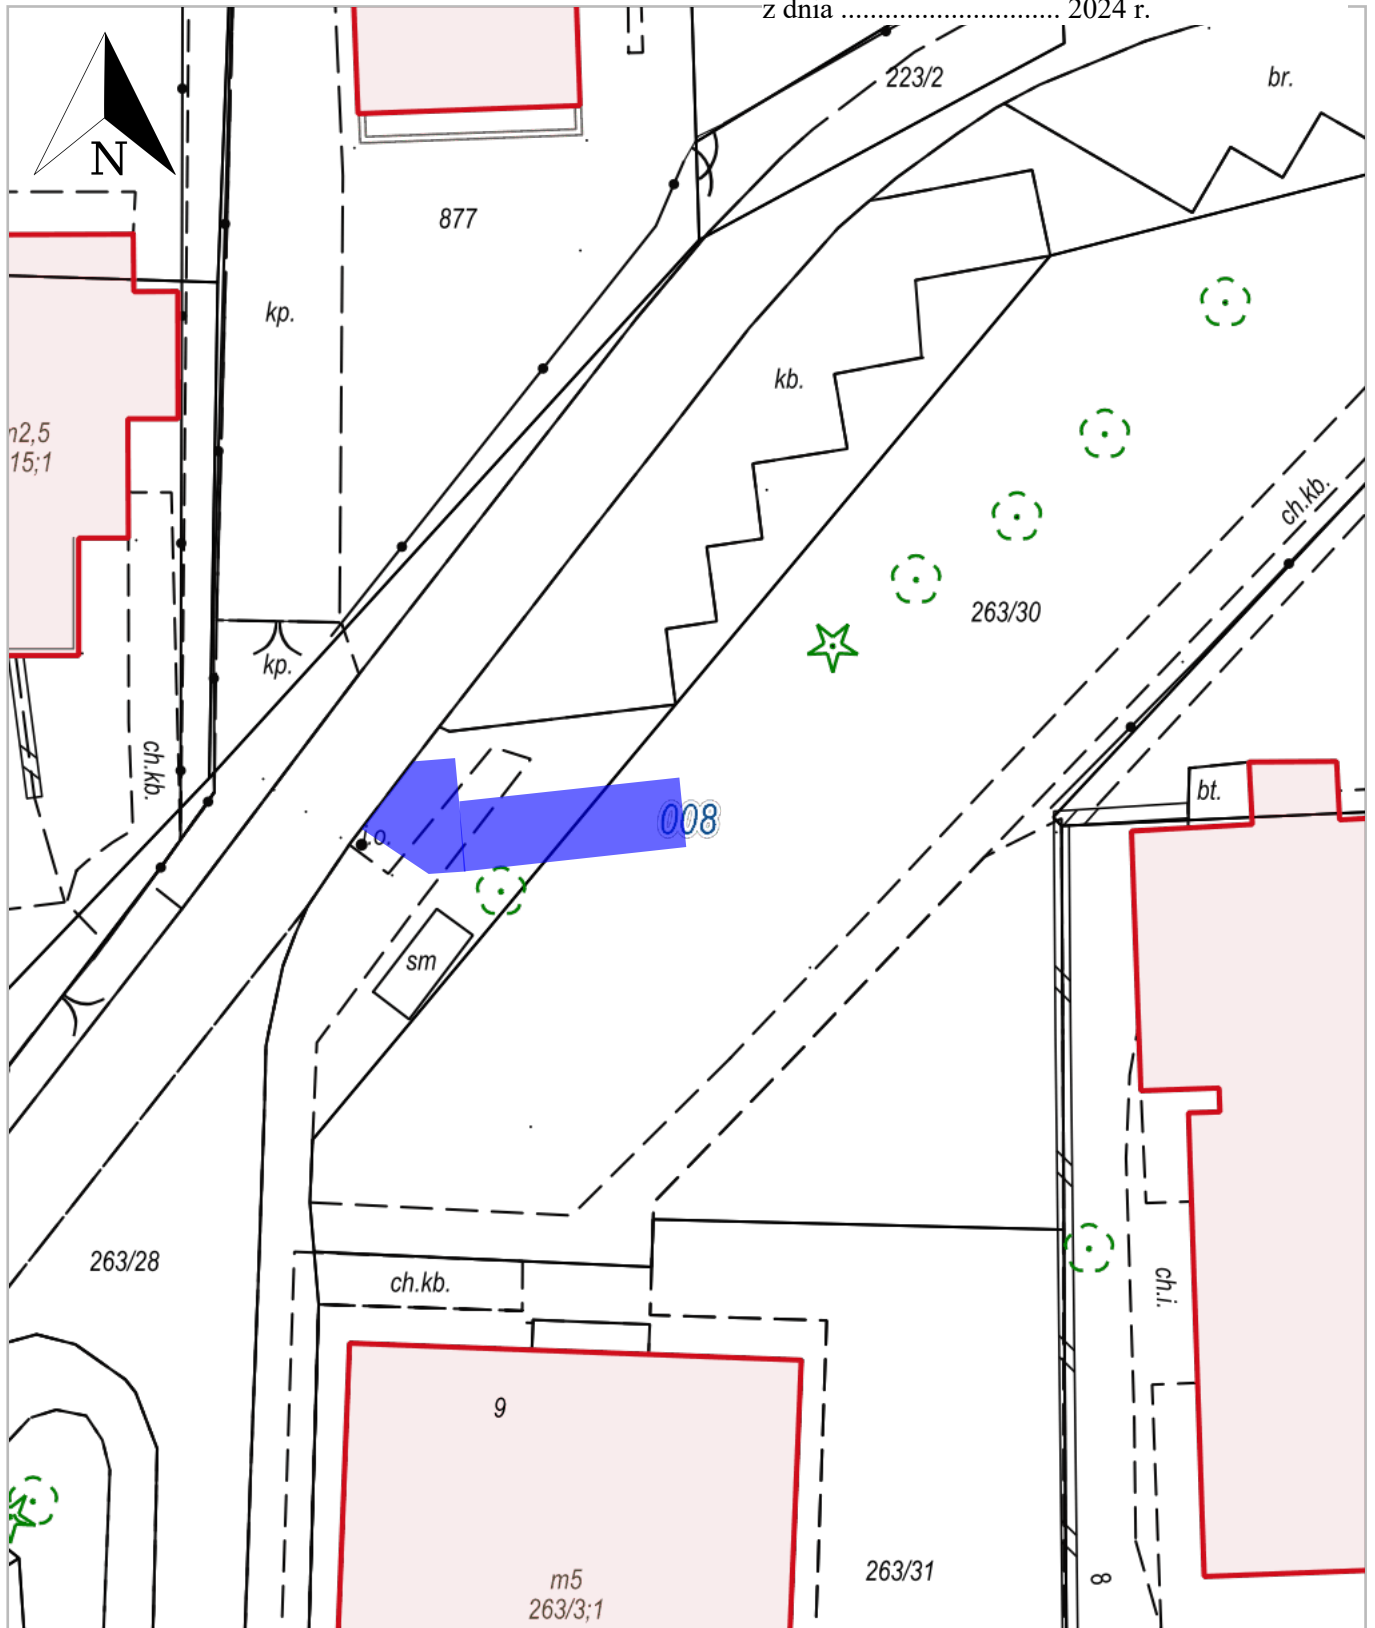 z dnia .............................. 2024 r.
223/2
br.
N
877
kp.
kb.
n2,5
15;1
ch.kb.
263/30
kp.
ch.kb.
bt.
008
o.
sm
263/28
ch.kb.
ch.i.
9
m5
263/3;1
263/31
8